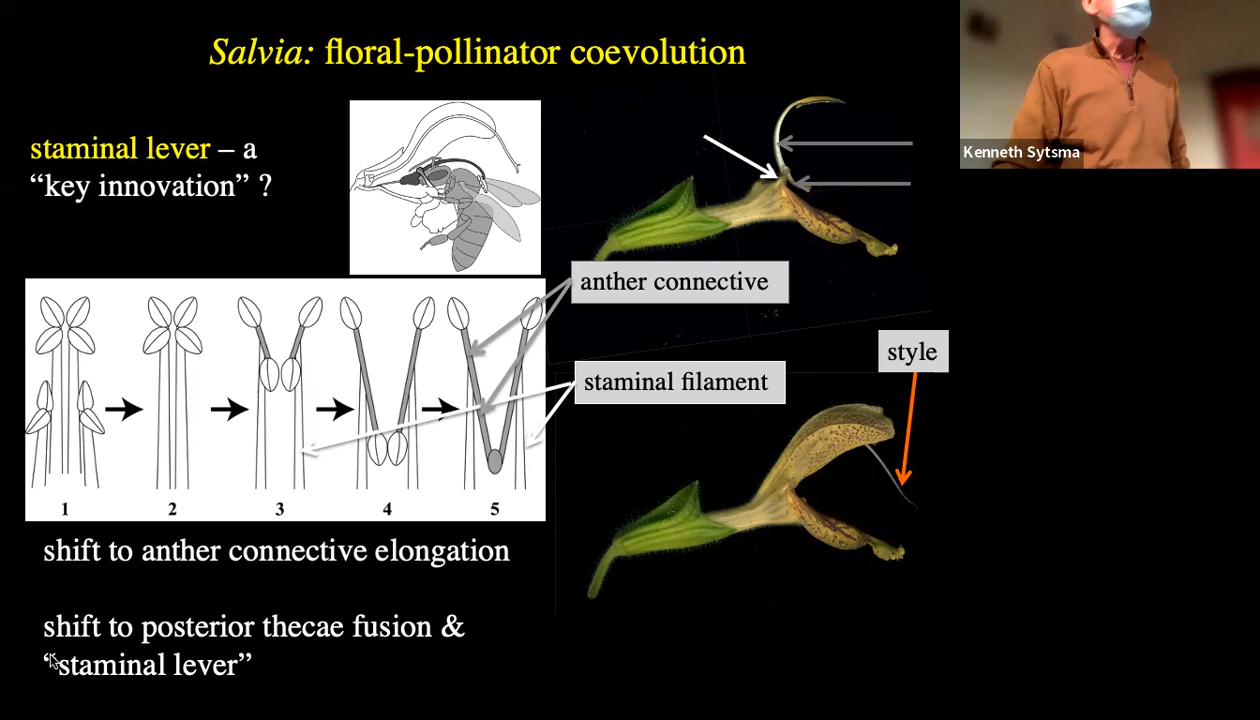 Salvia: floral-pollinator coevolution
staminal lever – a
“key innovation” ?
Kenneth Sytsma
anther connective
style
staminal filament
1 2 3 4 5
shift to anther connective elongation
shift to posterior thecae fusion &
“staminal lever”